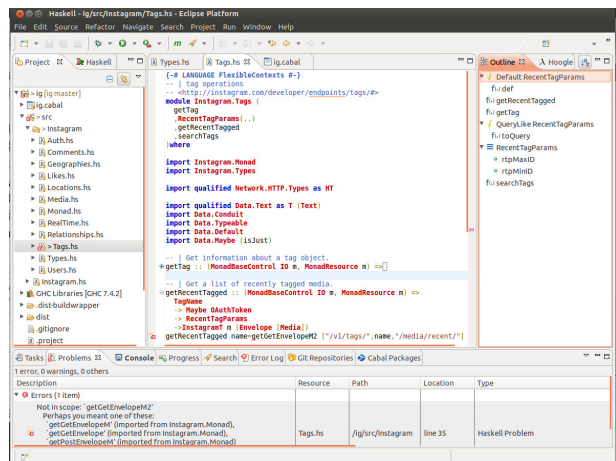 Haskell - ig/src/Instagram/Tags.hs - Eclipse Platform
File Edit Source Refactor Navigate Search Project Run Window Help
Project Haskell
Types.hs Tags.hs ig.cabal
Outline Hoogle
> ig [ig master]
ig.cabal
> src
> Instagram
Auth.hs
Comments.hs
Geographies.hs
Likes.hs
Locations.hs
Media.hs
Monad.hs
RealTime.hs
Relationships.hs
> Tags.hs
Types.hs
Users.hs
Instagram.hs
GHC Libraries [GHC 7.4.2]
.dist-buildwrapper
dist
.gitignore
.project
{-# LANGUAGE FlexibleContexts #-}
-- | tag operations
-- <http://instagram.com/developer/endpoints/tags/#>
module Instagram.Tags (
getTag
,RecentTagParams(..)
,getRecentTagged
,searchTags
)where
import Instagram.Monad
import Instagram.Types
import qualified Network.HTTP.Types as HT
import qualified Data.Text as T (Text)
import Data.Conduit
import Data.Typeable
import Data.Default
import Data.Maybe (isJust)
-- | Get information about a tag object.
getTag :: (MonadBaseControl IO m, MonadResource m) =>
-- | Get a list of recently tagged media.
getRecentTagged :: (MonadBaseControl IO m, MonadResource m) =>
TagName
-> Maybe OAuthToken
-> RecentTagParams
->InstagramT m (Envelope [Media])
getRecentTagged name=getGetEnvelopeM2 ["/v1/tags/",name,"/media/recent/"]
Default RecentTagParams
def
getRecentTagged
getTag
QueryLike RecentTagParams
toQuery
RecentTagParams
rtpMaxID
rtpMinID
searchTags
Tasks Problems Console Progress Search Error Log Git Repositories Cabal Packages
1 error, 0 warnings, 0 others
Description Resource Path Location Type
Errors (1 item)
Not in scope: `getGetEnvelopeM2'
Perhaps you meant one of these:
`getGetEnvelopeM' (imported from Instagram.Monad),
`getGetEnvelope' (imported from Instagram.Monad), Tags.hs /ig/src/Instagram line 35 Haskell Problem
`getPostEnvelopeM' (imported from Instagram.Monad)